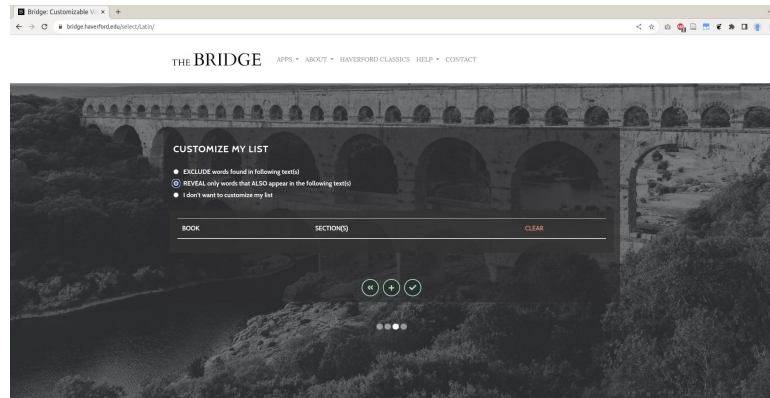 Bridge: Customizable Vo
bridge.haverford.edu/select/Latin/
THE BRIDGE APPS ABOUT HAVERFORD CLASSICS HELP CONTACT
CUSTOMIZE MY LIST
EXCLUDE words found in following text(s)
REVEAL only words that ALSO appear in the following text(s)
I don't want to customize my list
BOOK SECTION(S) CLEAR